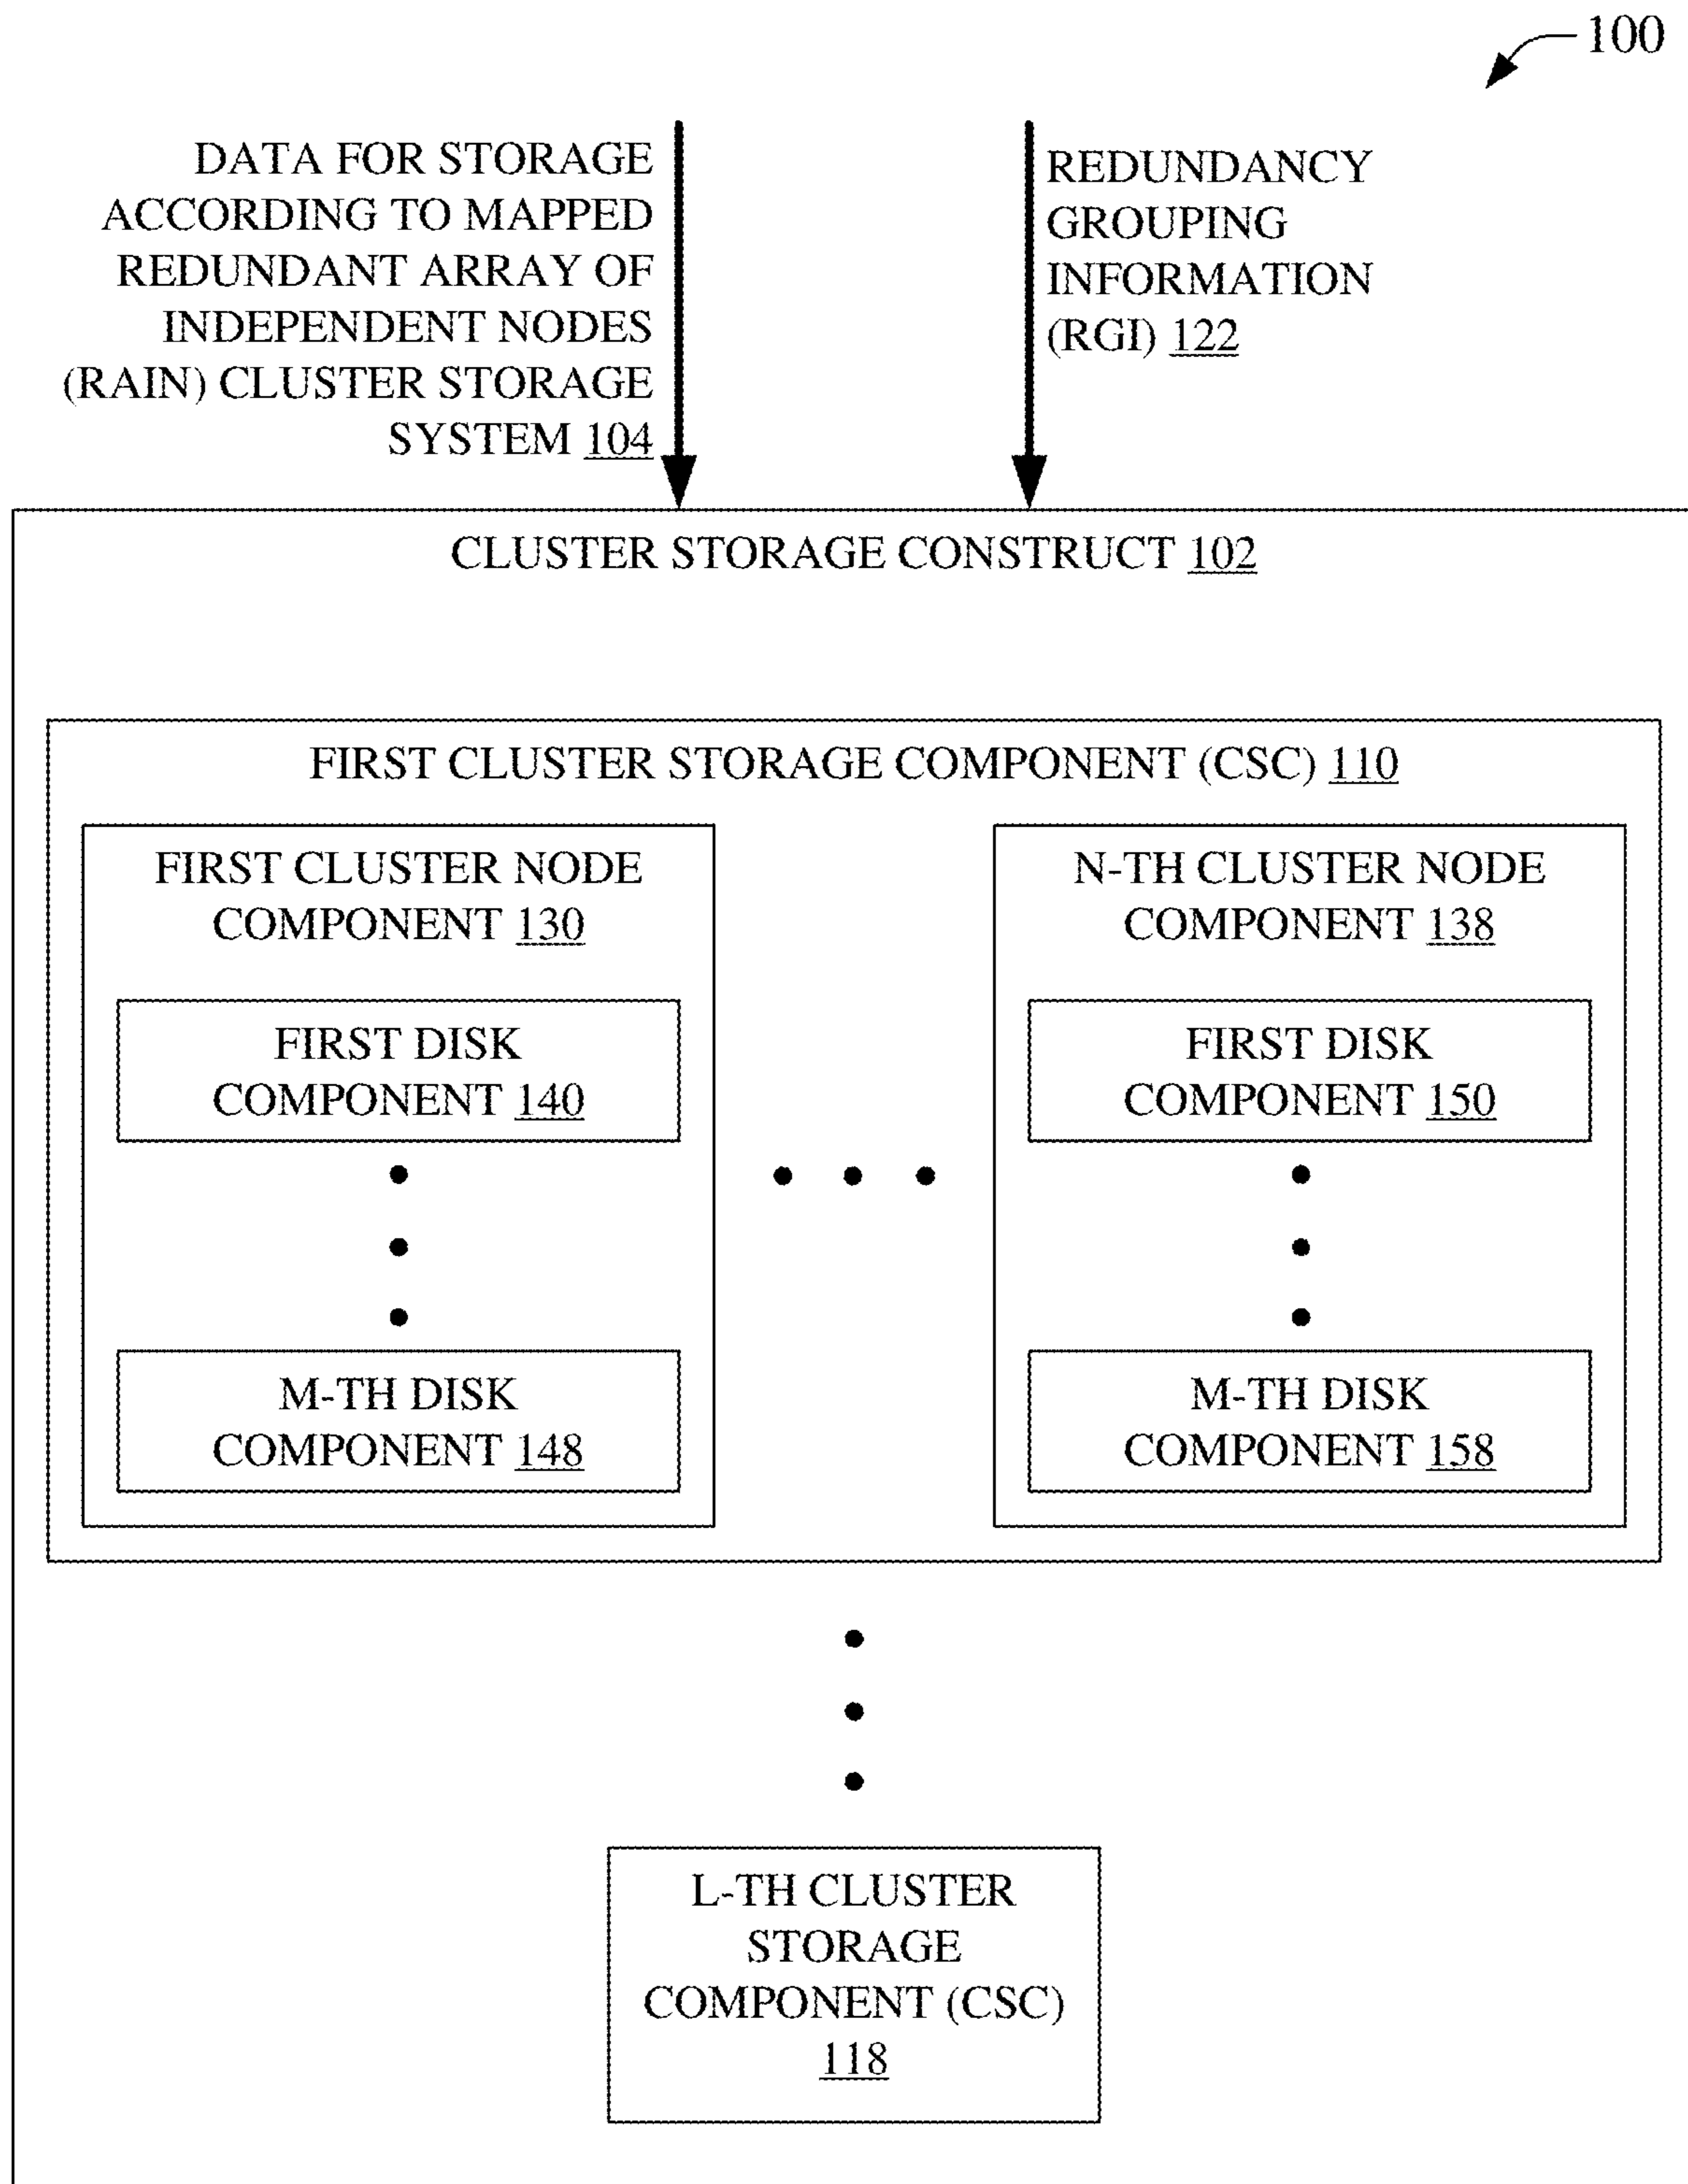 100
DATA FOR STORAGE
ACCORDING TO MAPPED
REDUNDANT ARRAY OF
INDEPENDENT NODES
(RAIN) CLUSTER STORAGE
SYSTEM 104
REDUNDANCY
GROUPING
INFORMATION
(RGI) 122
CLUSTER STORAGE CONSTRUCT 102
FIRST CLUSTER STORAGE COMPONENT (CSC) 110
FIRST CLUSTER NODE
COMPONENT 130
FIRST DISK
COMPONENT 140
M-TH DISK
COMPONENT 148
N-TH CLUSTER NODE
COMPONENT 138
FIRST DISK
COMPONENT 150
M-TH DISK
COMPONENT 158
L-TH CLUSTER
STORAGE
COMPONENT (CSC)
118